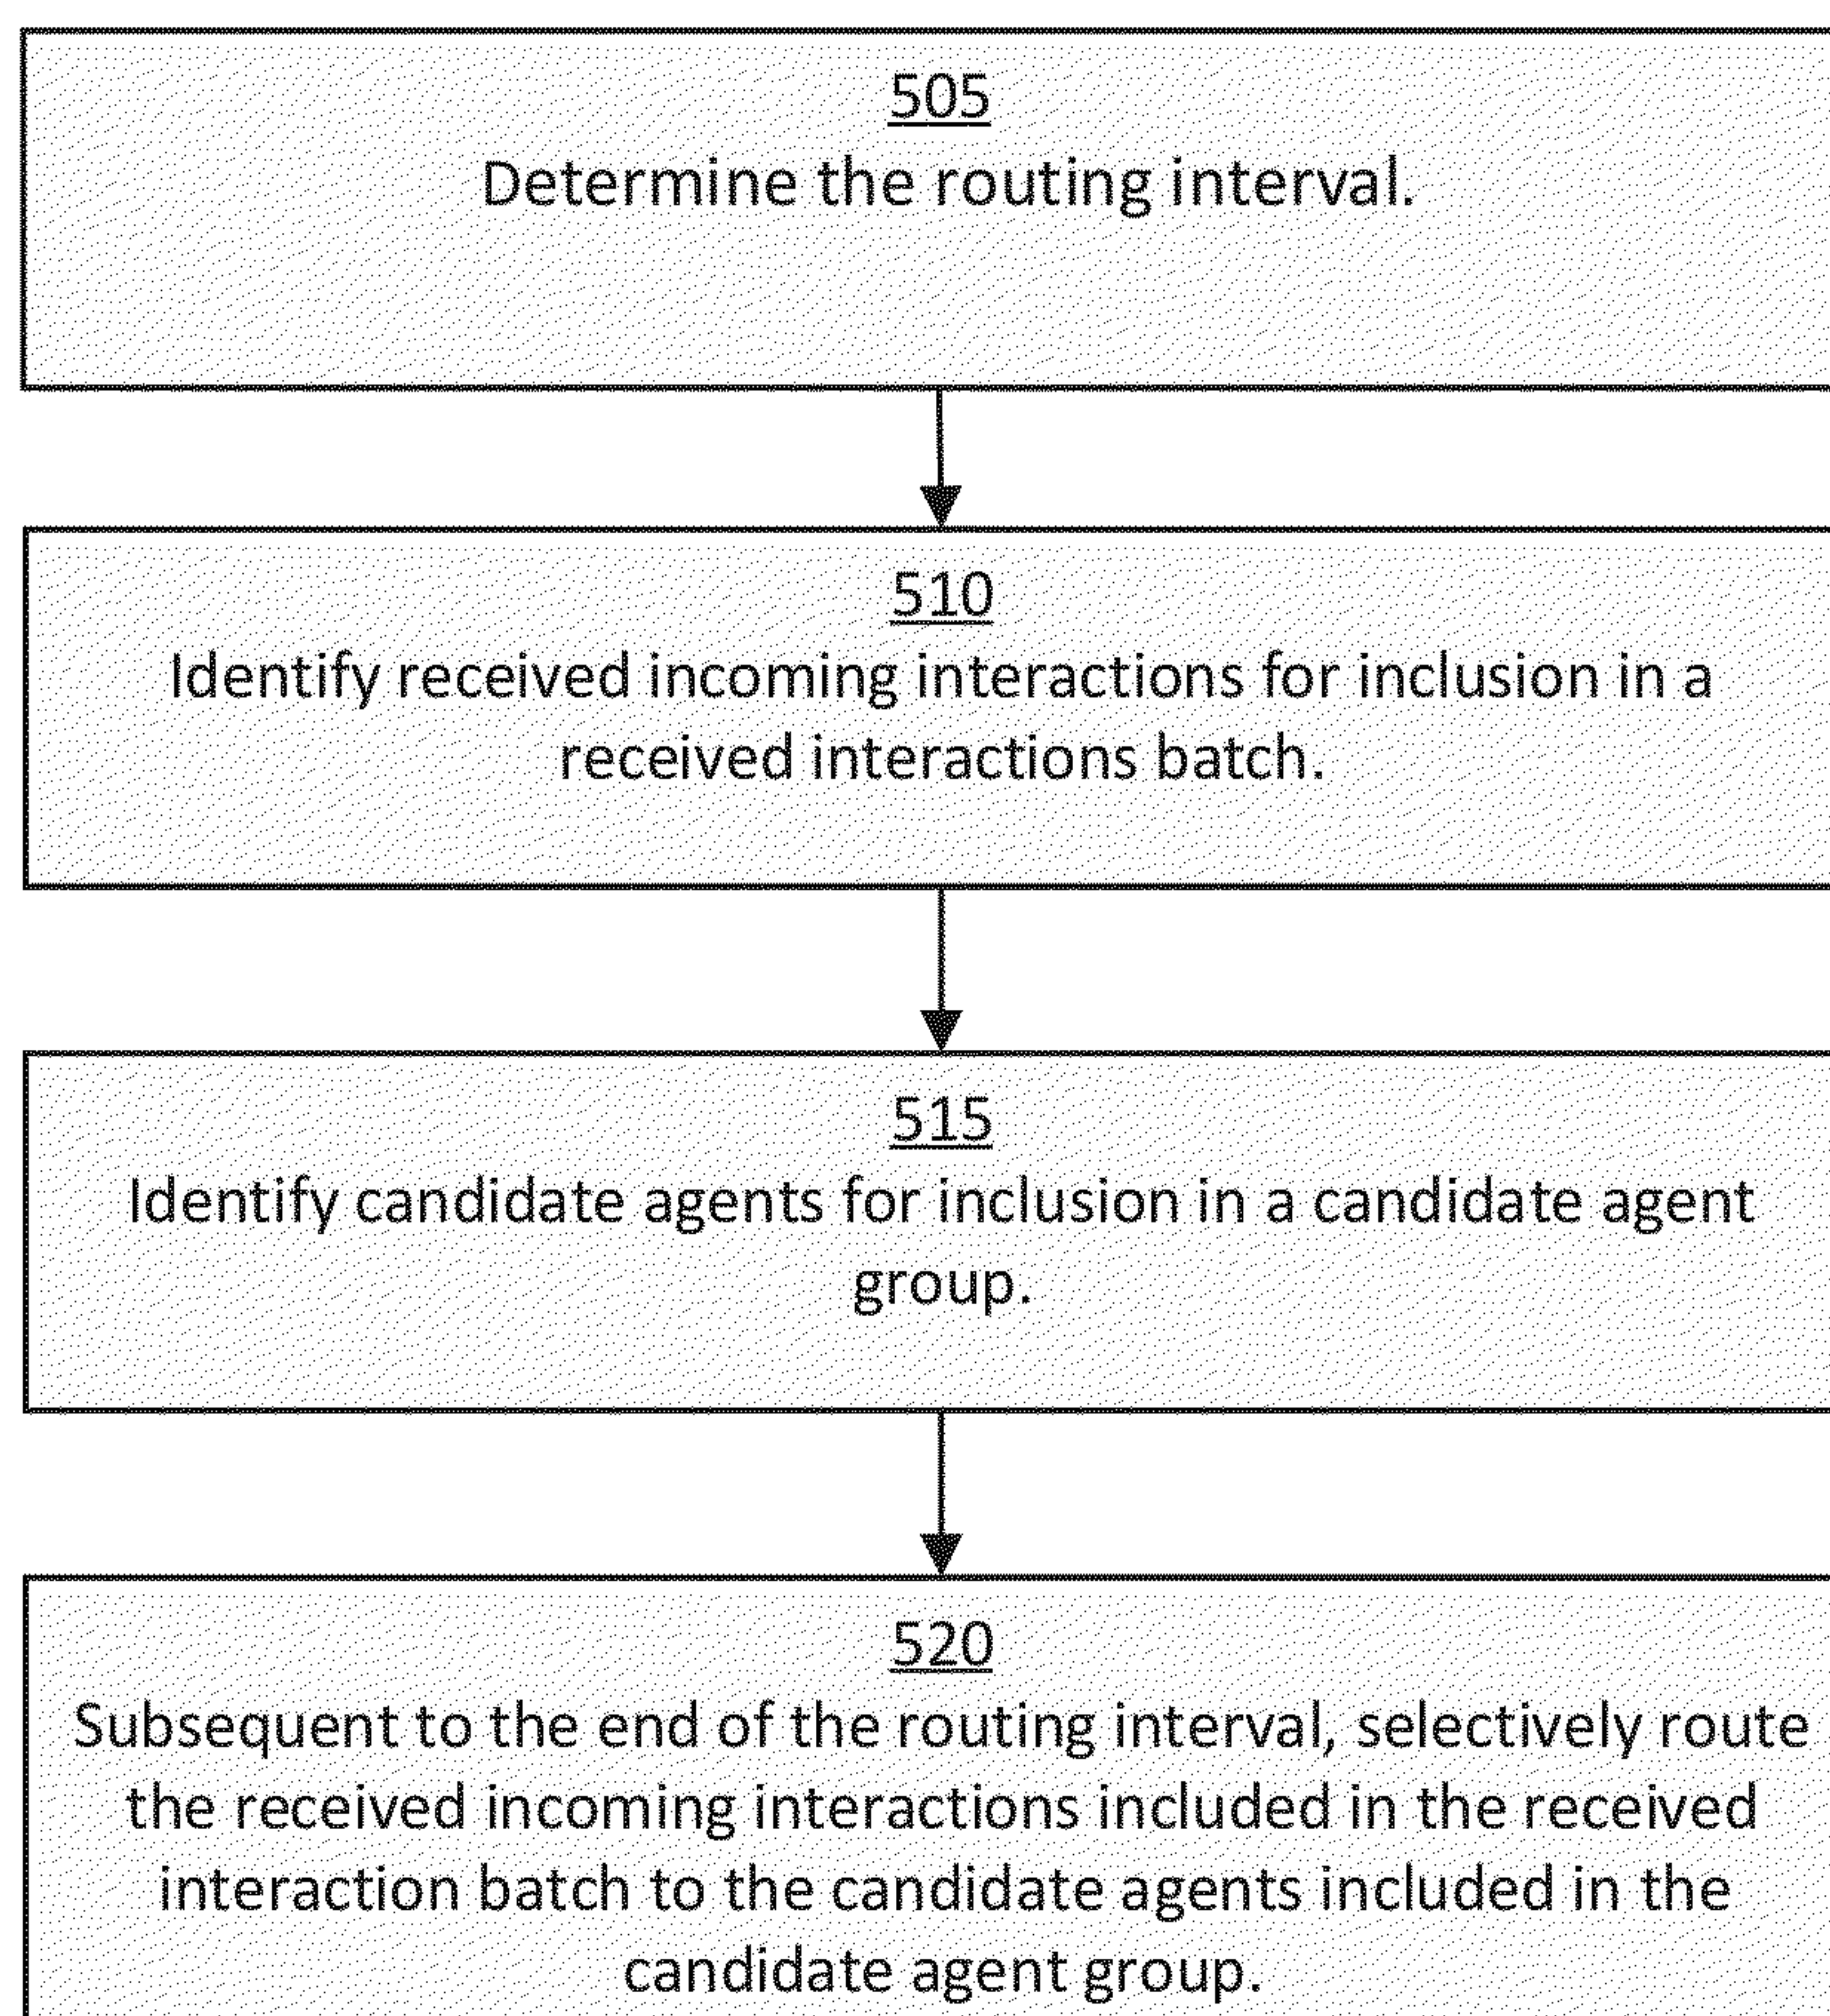 505
Determine the routing interval.
510
Identify received incoming interactions for inclusion in a
received interactions batch.
515
Identify candidate agents for inclusion in a candidate agent
group.
520
Subsequent to the end of the routing interval, selectively route
the received incoming interactions included in the received
interaction batch to the candidate agents included in the
candidate agent group.